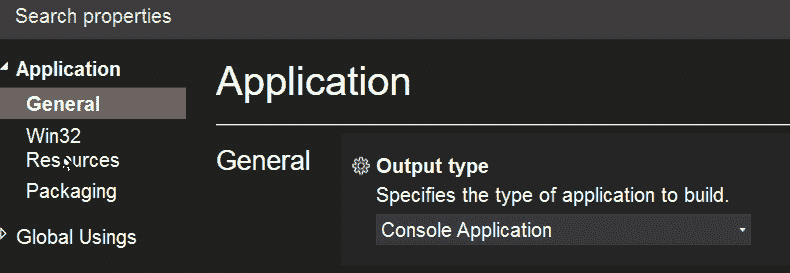 Search properties
Application
General
Win32
Resources
Packaging
Global Usings
Application
General
Output type
Specifies the type of application to build.
Console Application